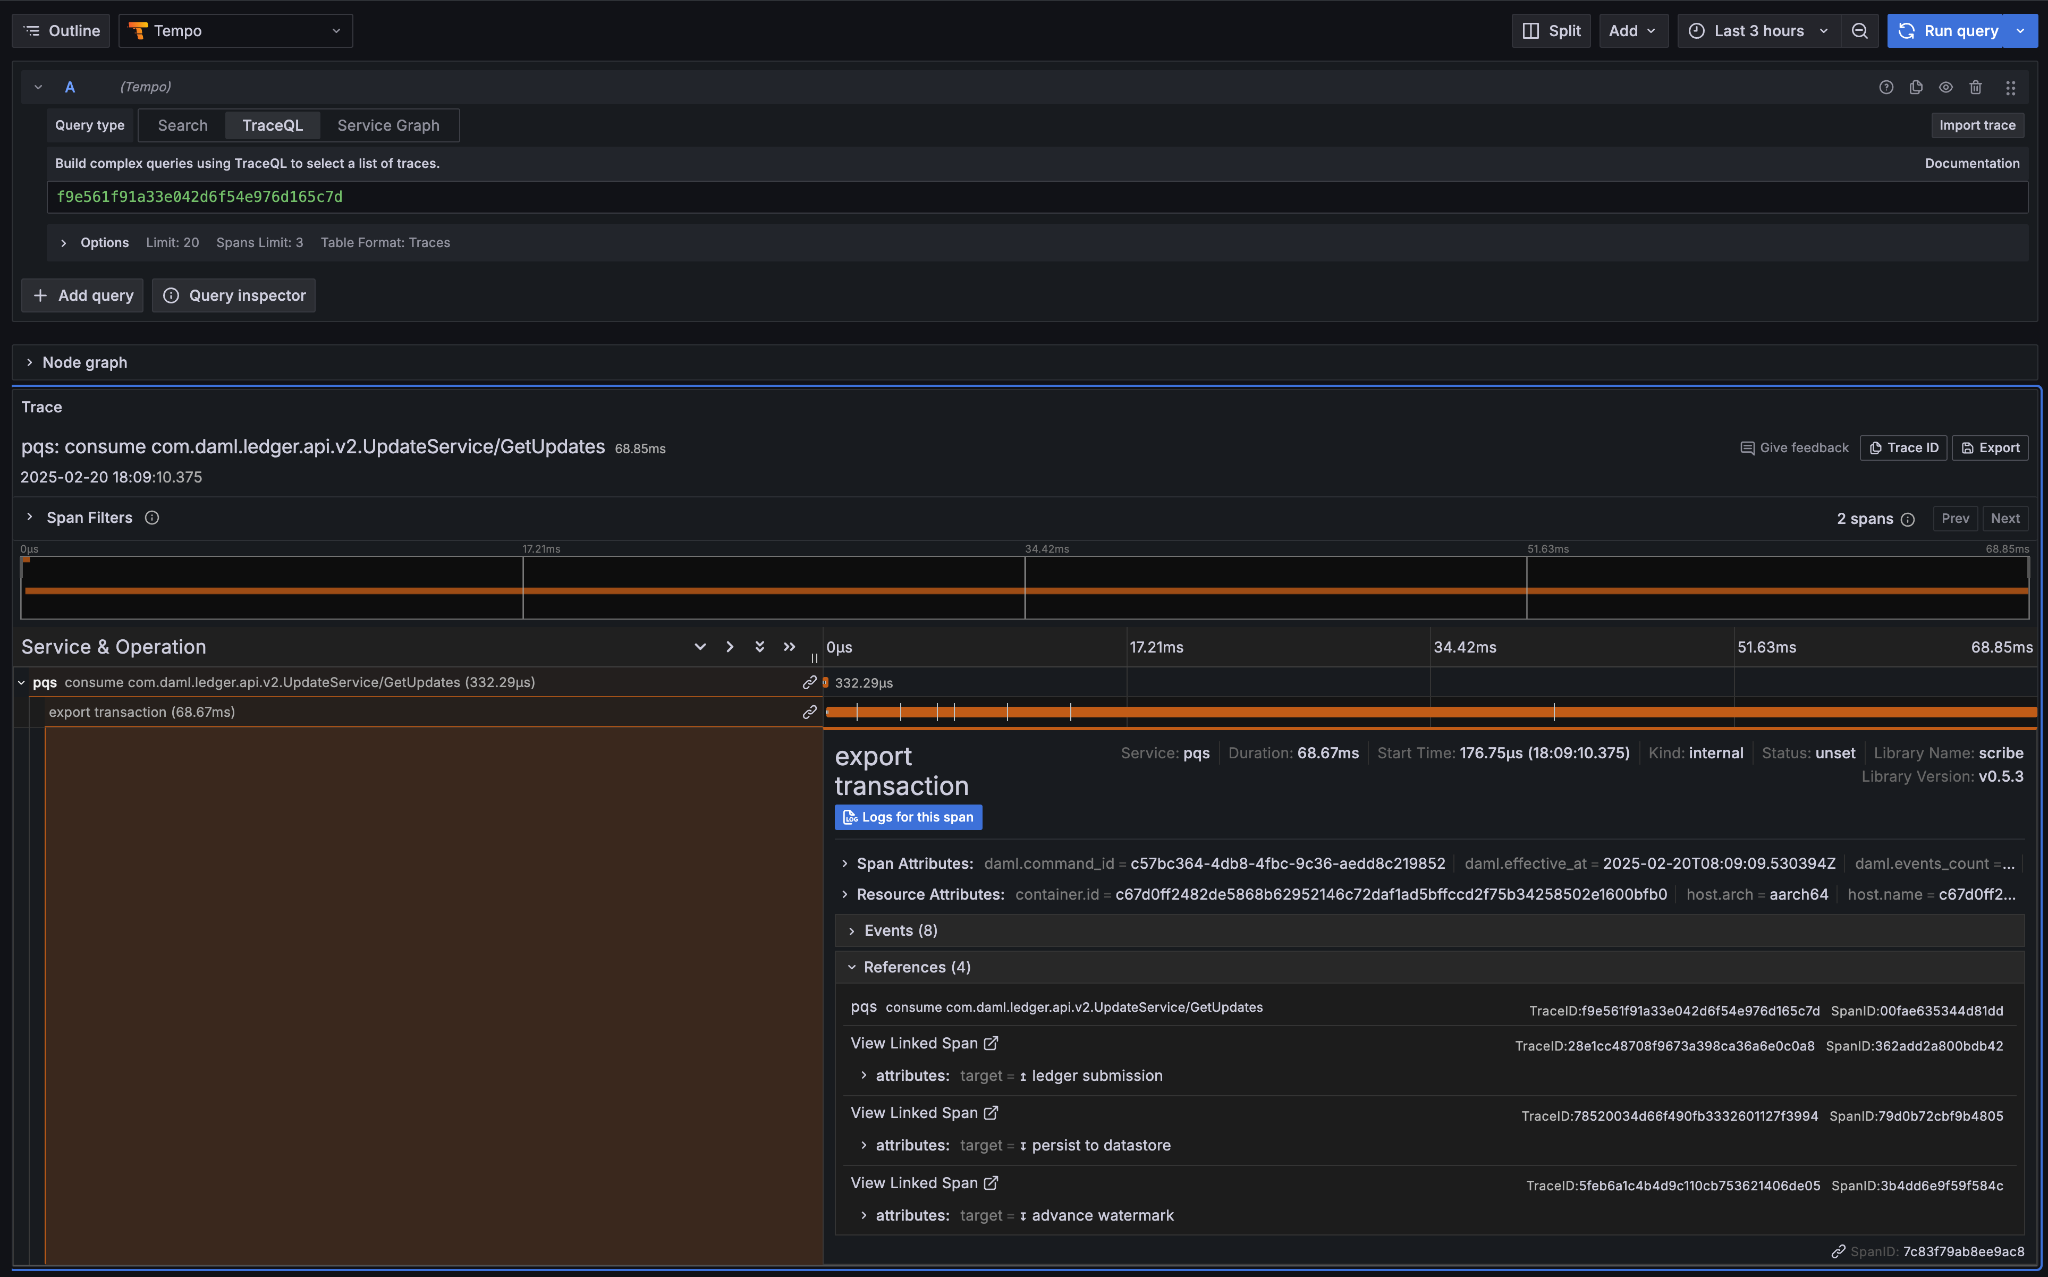 Outline Tempo Split Add Last 3 hours Run query
A (Tempo)
Query type Search TraceQL Service Graph Import trace
Build complex queries using TraceQL to select a list of traces. Documentation
f9e561f91a33e042d6f54e976d165c7d
Options Limit: 20 Spans Limit: 3 Table Format: Traces
Add query Query inspector
Node graph
Trace
pqs: consume com.daml.ledger.api.v2.UpdateService/GetUpdates 68.85ms
Give feedback Trace ID Export
2025-02-20 18:09:10.375
Span Filters 2 spans Prev Next
0µs 17.21ms 34.42ms 51.63ms 68.85ms
Service & Operation 0µs 17.21ms 34.42ms 51.63ms 68.85ms
pqs consume com.daml.ledger.api.v2.UpdateService/GetUpdates (332.29µs) 332.29µs
export transaction (68.67ms)
export
transaction
Service: pqs Duration: 68.67ms Start Time: 176.75µs (18:09:10.375) Kind: internal Status: unset Library Name: scribe
Library Version: v0.5.3
Logs for this span
Span Attributes: daml.command_id = c57bc364-4db8-4fbc-9c36-aedd8c219852 daml.effective_at = 2025-02-20T08:09:09.530394Z daml.events_count =...
Resource Attributes: container.id = c67d0ff2482de5868b62952146c72daf1ad5bffccd2f75b34258502e1600bfb0 host.arch = aarch64 host.name = c67d0ff2...
Events (8)
References (4)
pqs consume com.daml.ledger.api.v2.UpdateService/GetUpdates TraceID:f9e561f91a33e042d6f54e976d165c7d SpanID:00fae635344d81dd
View Linked Span TraceID:28e1cc48708f9673a398ca36a6e0c0a8 SpanID:362add2a800bdb42
attributes: target = ↥ ledger submission
View Linked Span TraceID:78520034d66f490fb3332601127f3994 SpanID:79d0b72cbf9b4805
attributes: target = ↧ persist to datastore
View Linked Span TraceID:5feb6a1c4b4d9c110cb753621406de05 SpanID:3b4dd6e9f59f584c
attributes: target = ↧ advance watermark
SpanID: 7c83f79ab8ee9ac8